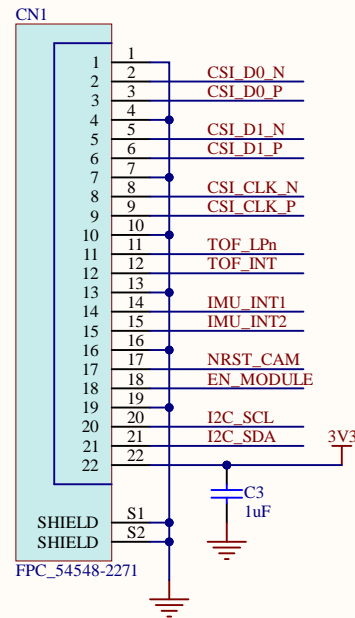 CN1
1 1
2 2 CSI_D0_N
3 3 CSI_D0_P
4 4
5 5 CSI_D1_N
6 6 CSI_D1_P
7 7
8 8 CSI_CLK_N
9 9 CSI_CLK_P
10 10
11 11 TOF_LPn
12 12 TOF_INT
13 13
14 14 IMU_INT1
15 15 IMU_INT2
16 16
17 17 NRST_CAM
18 18 EN_MODULE
19 19
20 20 I2C_SCL
21 21 I2C_SDA
22 22 3V3
C3
1uF
SHIELD S1
SHIELD S2
FPC_54548-2271